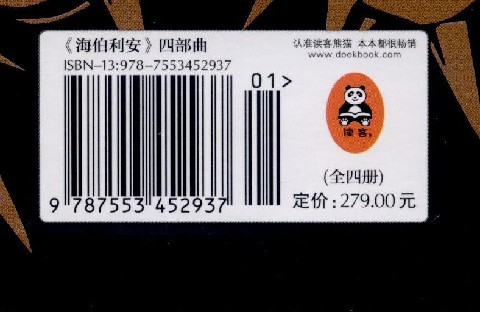 《海伯利安》四部曲
认准读客熊猫 本本都很畅销
ISBN-13:978-7553452937
www.dookbook.com
01>
读客®
(全四册)
9 787553 452937
定价:279.00元